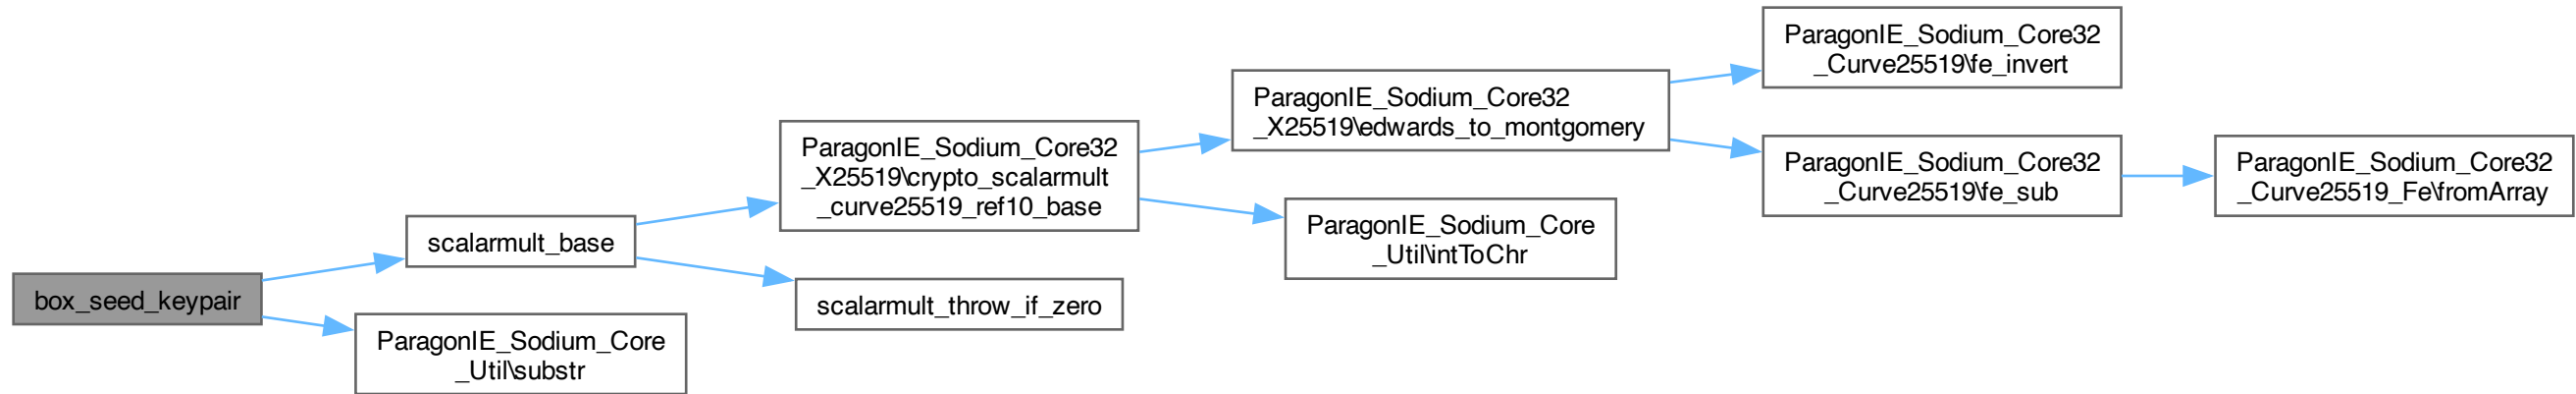 box_seed_keypair
scalarmult_base
ParagonIE_Sodium_Core
_Util\substr
ParagonIE_Sodium_Core32
_X25519\crypto_scalarmult
_curve25519_ref10_base
scalarmult_throw_if_zero
ParagonIE_Sodium_Core32
_X25519\edwards_to_montgomery
ParagonIE_Sodium_Core
_Util\intToChr
ParagonIE_Sodium_Core32
_Curve25519\fe_invert
ParagonIE_Sodium_Core32
_Curve25519\fe_sub
ParagonIE_Sodium_Core32
_Curve25519_Fe\fromArray